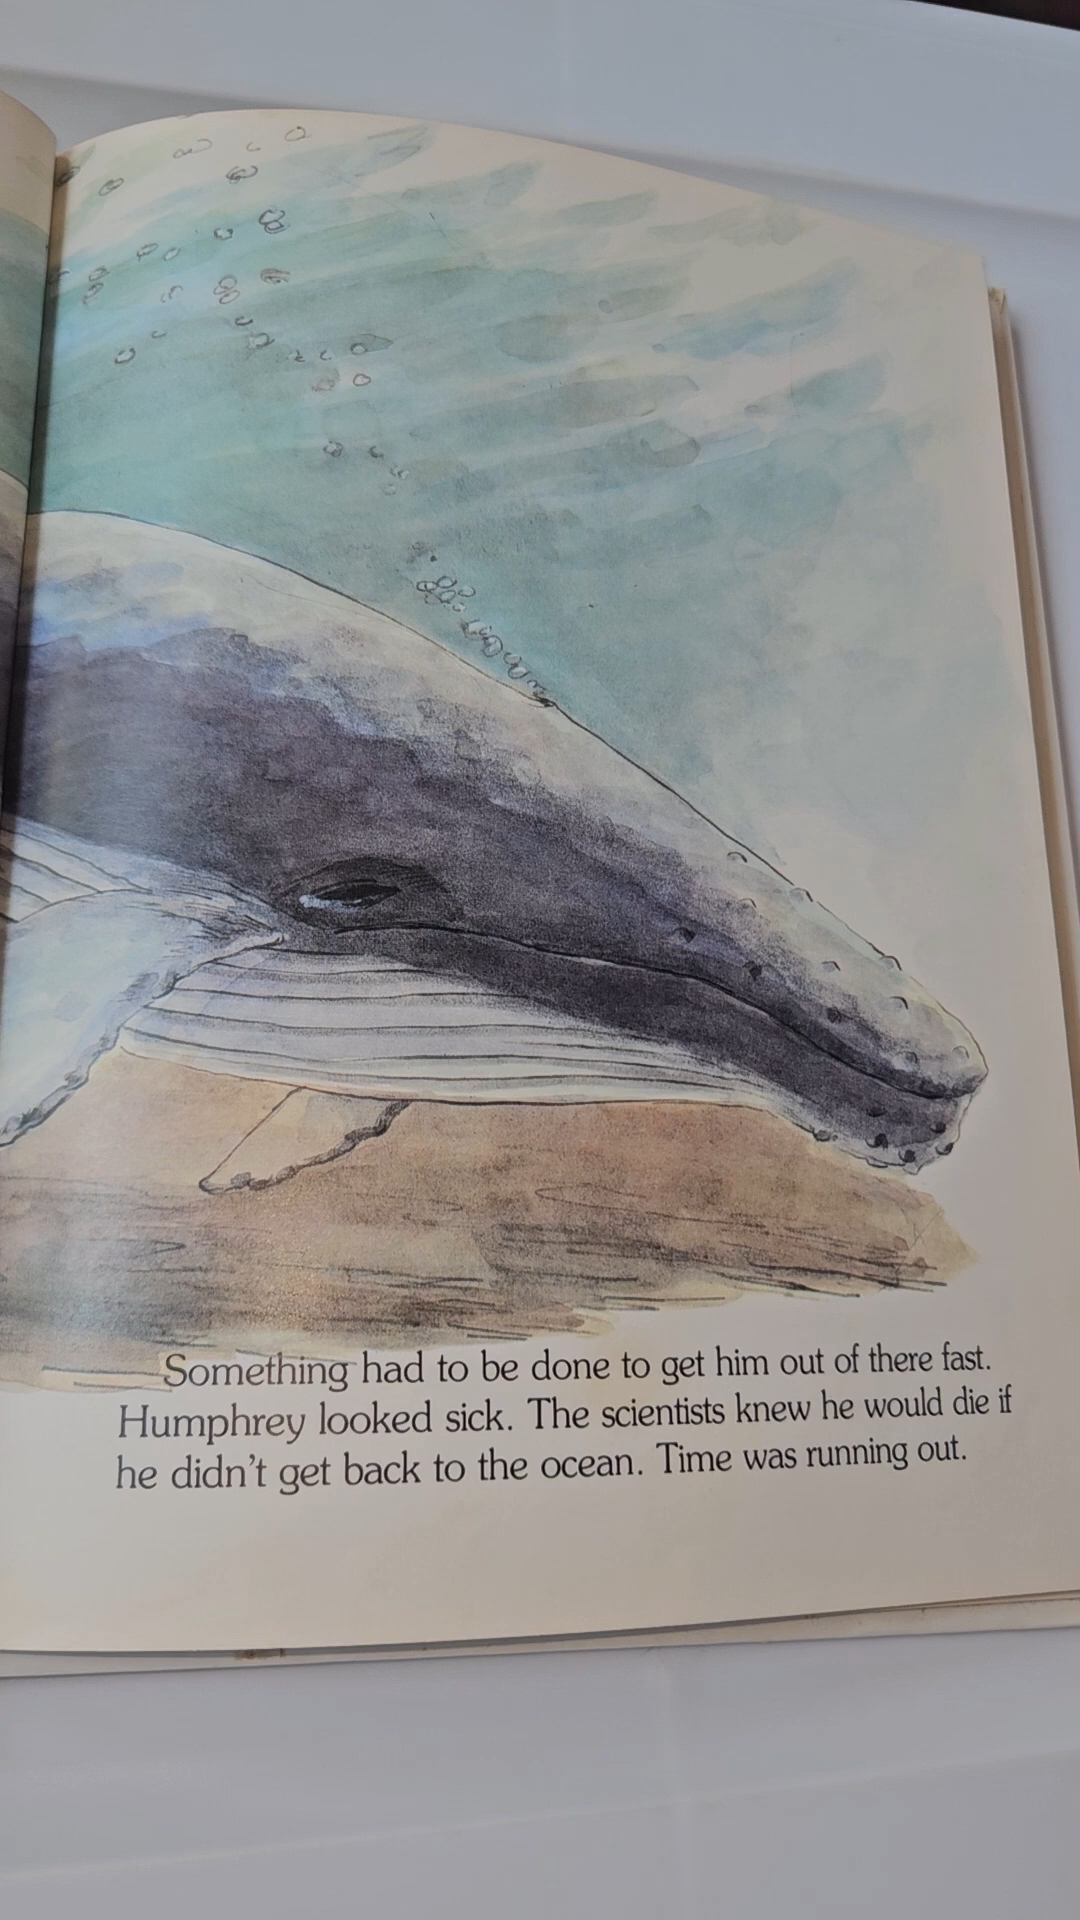 Something had to be done to get him out of there fast.
Humphrey looked sick. The scientists knew he would die if
he didn't get back to the ocean. Time was running out.